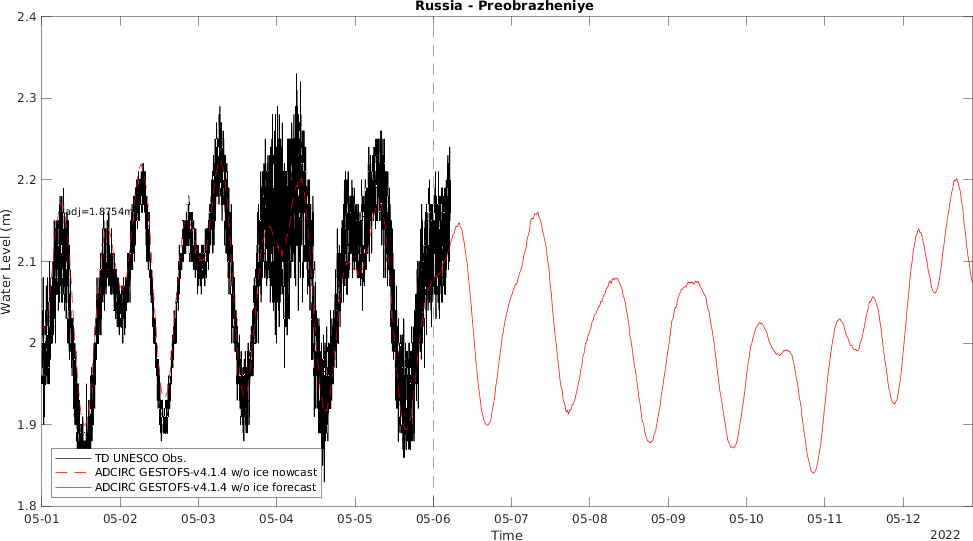 Russia - Preobrazheniye
2.4
2.3
2.2
2.1
2
1.9
1.8
Water Level (m)
adj=1.8754m
TD UNESCO Obs.
ADCIRC GESTOFS-v4.1.4 w/o ice nowcast
ADCIRC GESTOFS-v4.1.4 w/o ice forecast
05-01 05-02 05-03 05-04 05-05 05-06 05-07 05-08 05-09 05-10 05-11 05-12
Time
2022